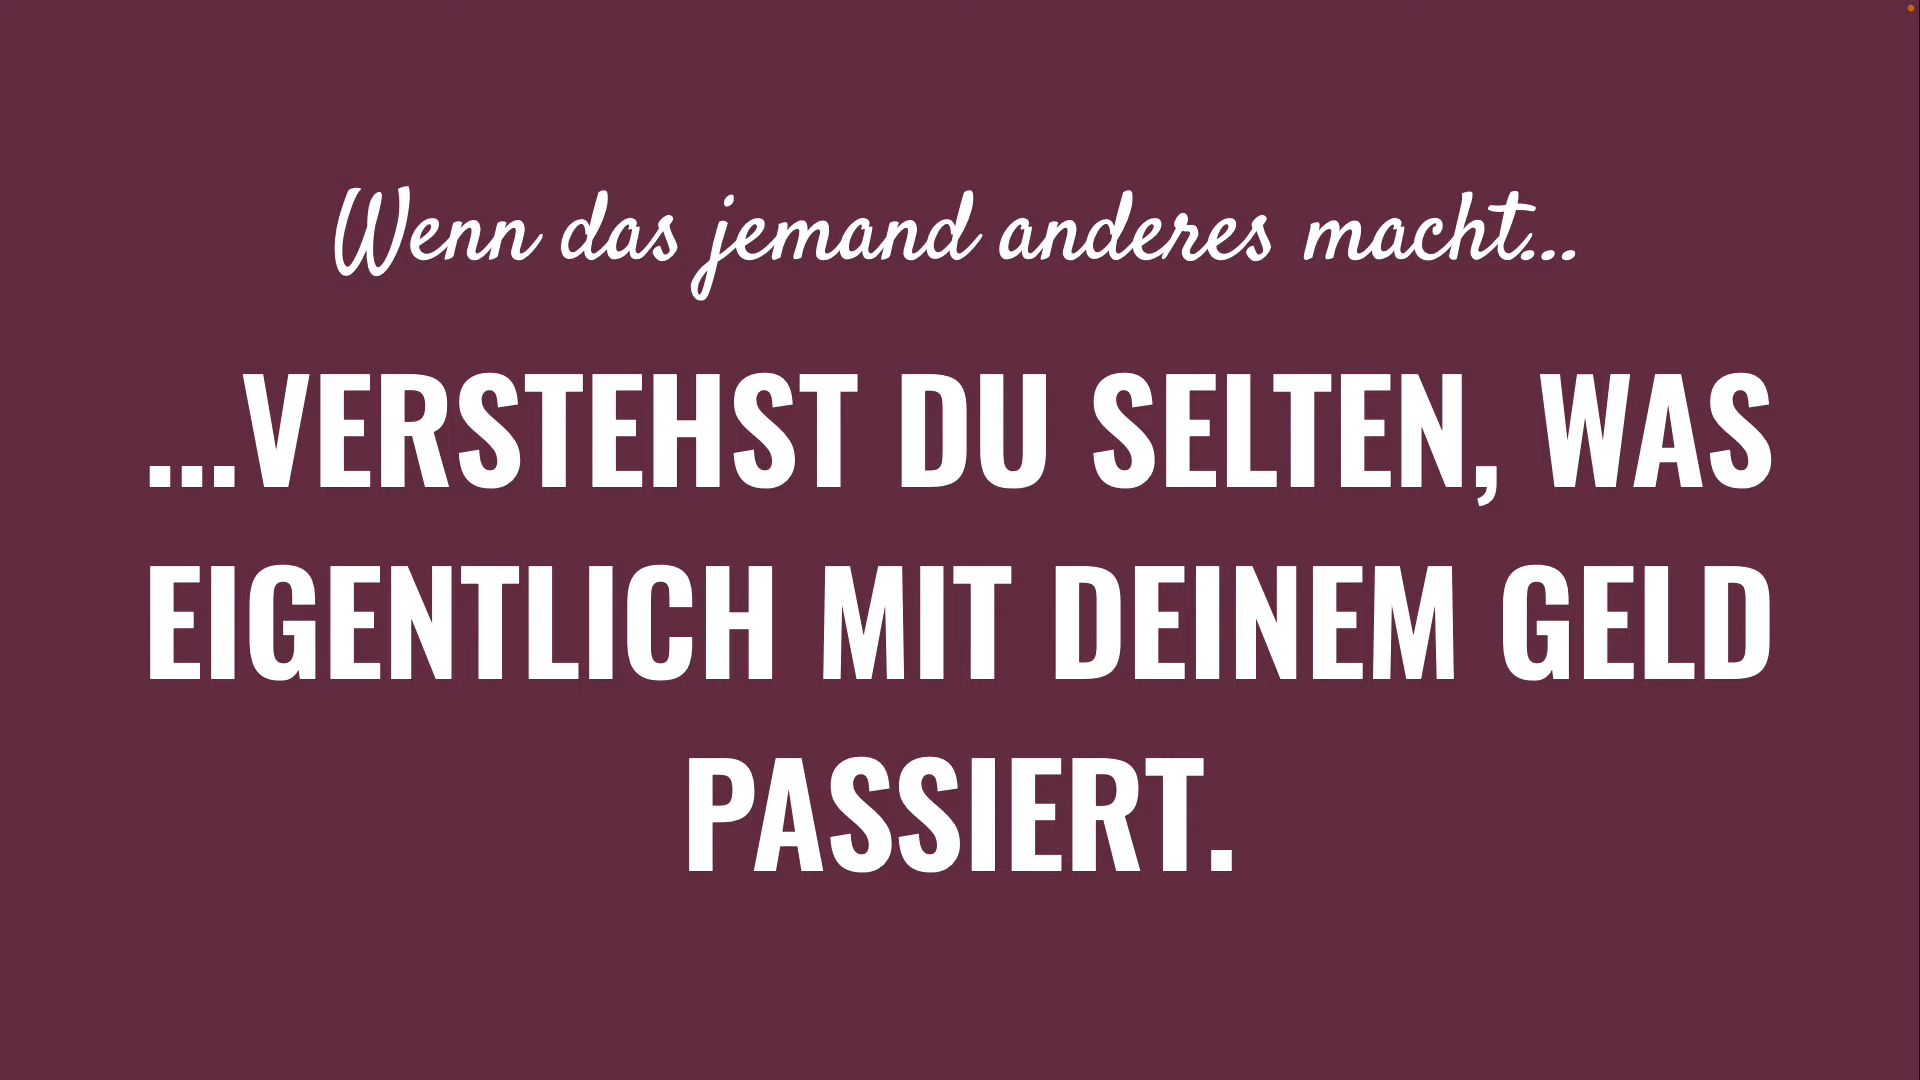 Wenn das jemand anderes macht...
...VERSTEHST DU SELTEN, WAS
EIGENTLICH MIT DEINEM GELD
PASSIERT.